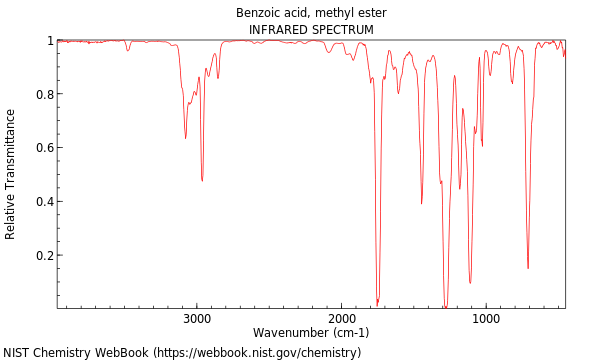 Benzoic acid, methyl ester
INFRARED SPECTRUM
1
0.8
0.6
0.4
0.2
Relative Transmittance
3000 2000 1000
Wavenumber (cm-1)
NIST Chemistry WebBook (https://webbook.nist.gov/chemistry)